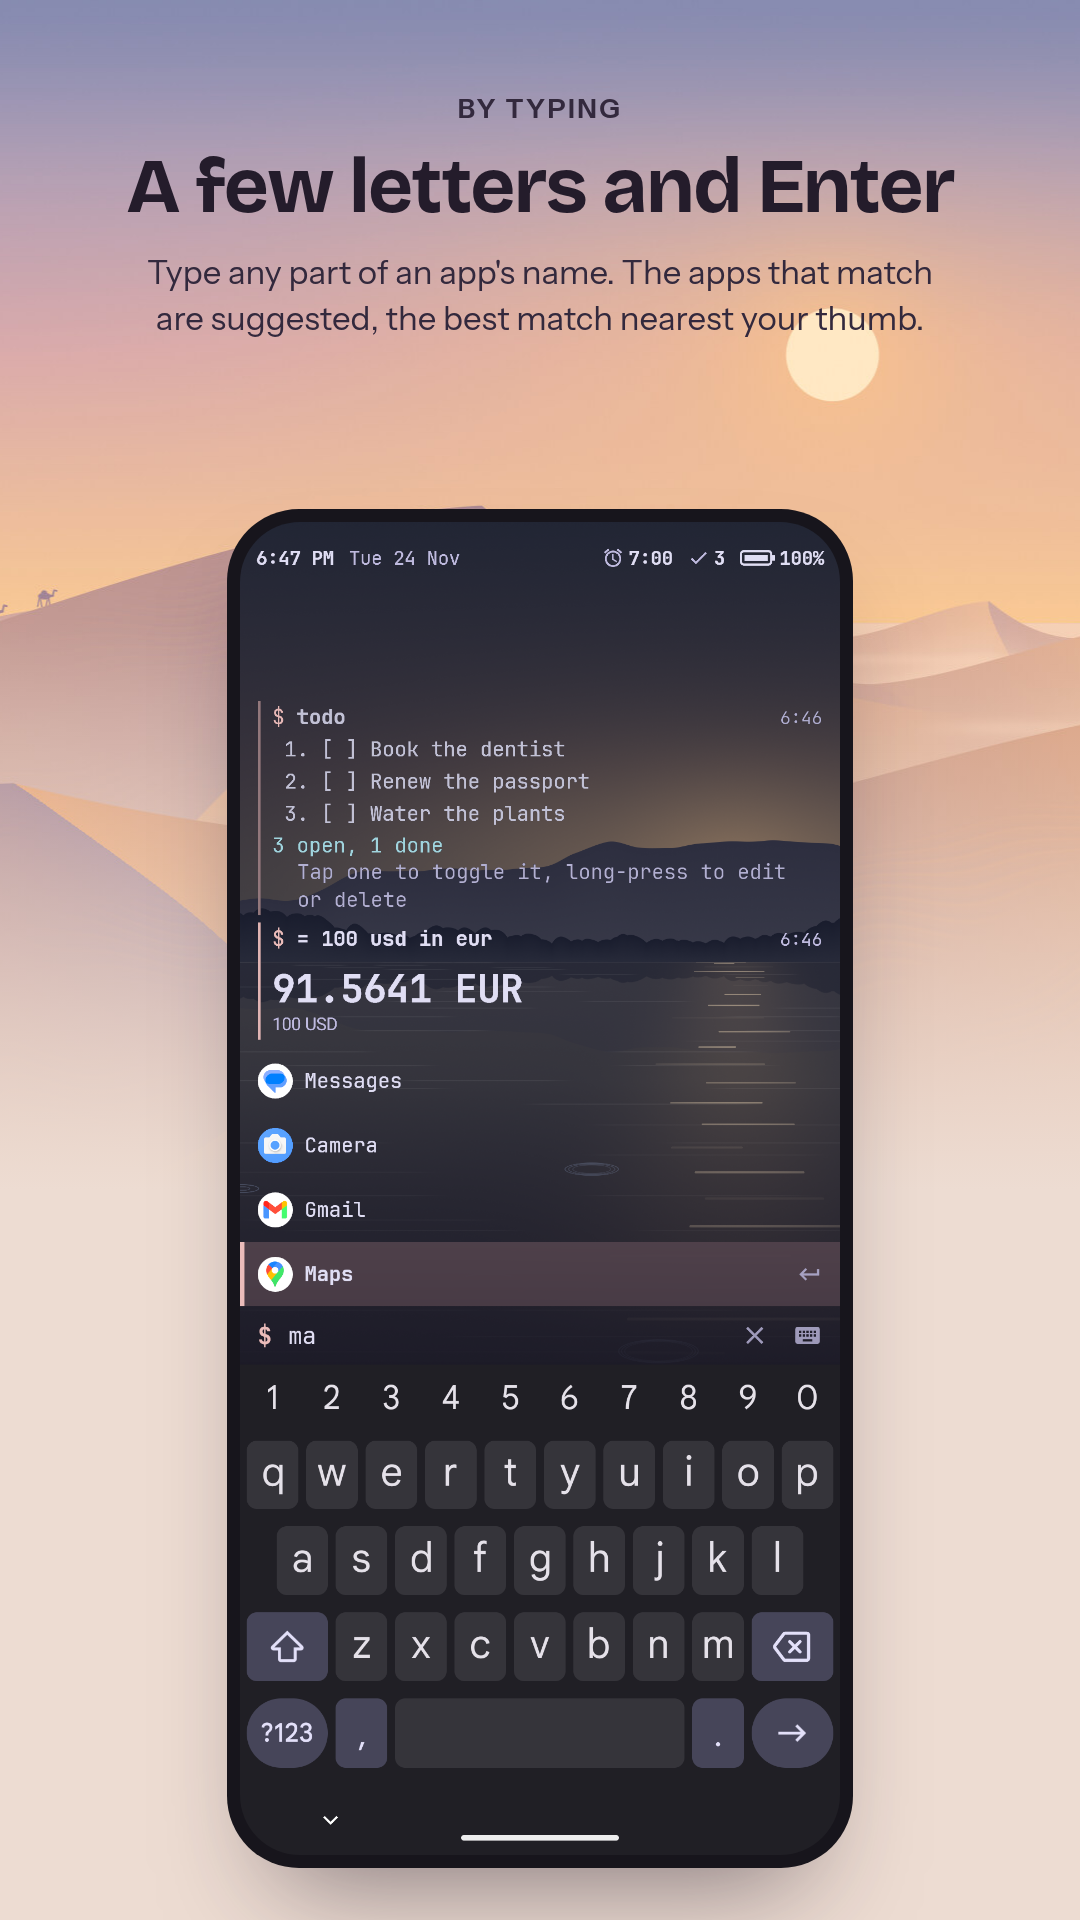 BY TYPING
A few letters and Enter
Type any part of an app's name. The apps that match
are suggested, the best match nearest your thumb.
6:47 PM Tue 24 Nov 7:00 3 100%
$ todo 6:46
1. [ ] Book the dentist
2. [ ] Renew the passport
3. [ ] Water the plants
3 open, 1 done
Tap one to toggle it, long-press to edit
or delete
$ = 100 usd in eur 6:46
91.5641 EUR
100 USD
Messages
Camera
Gmail
Maps
$ ma
1 2 3 4 5 6 7 8 9 0
q w e r t y u i o p
a s d f g h j k l
z x c v b n m
?123 , .